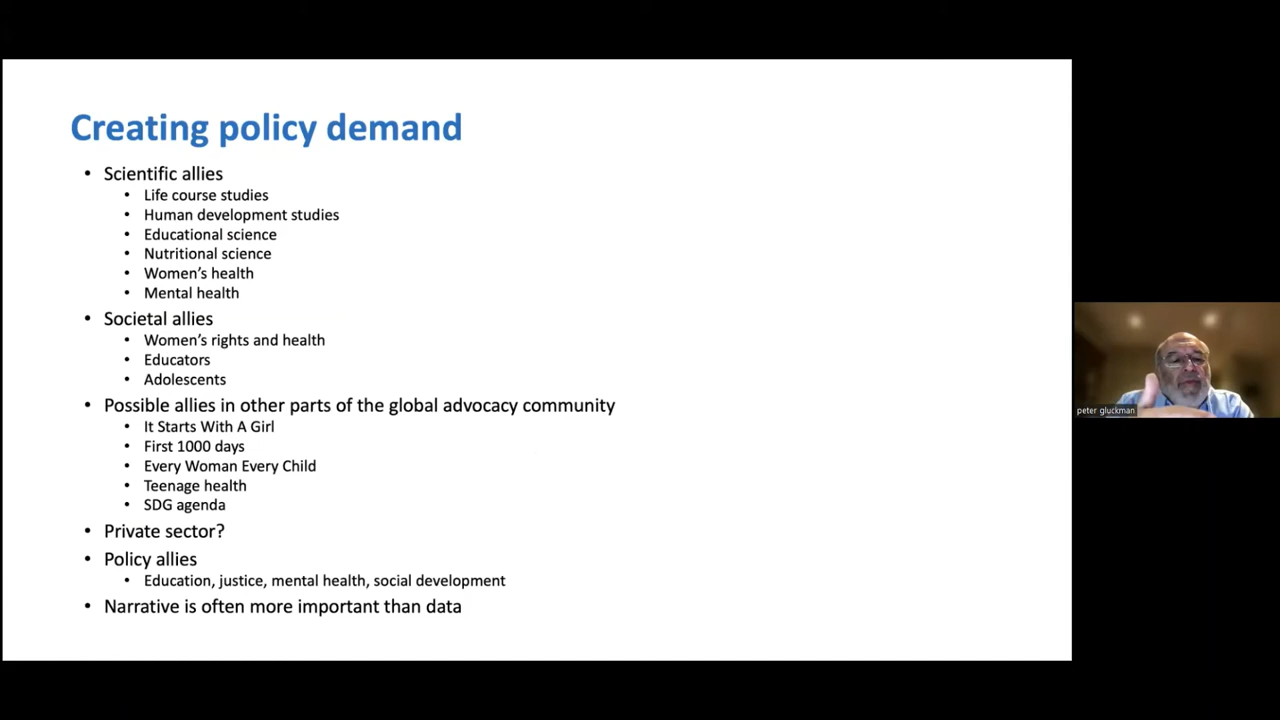 Creating policy demand
• Scientific allies
• Life course studies
• Human development studies
• Educational science
• Nutritional science
• Women's health
• Mental health
• Societal allies
• Women's rights and health
• Educators
• Adolescents
• Possible allies in other parts of the global advocacy community
• It Starts With A Girl
• First 1000 days
• Every Woman Every Child
• Teenage health
• SDG agenda
• Private sector?
• Policy allies
• Education, justice, mental health, social development
• Narrative is often more important than data
peter gluckman